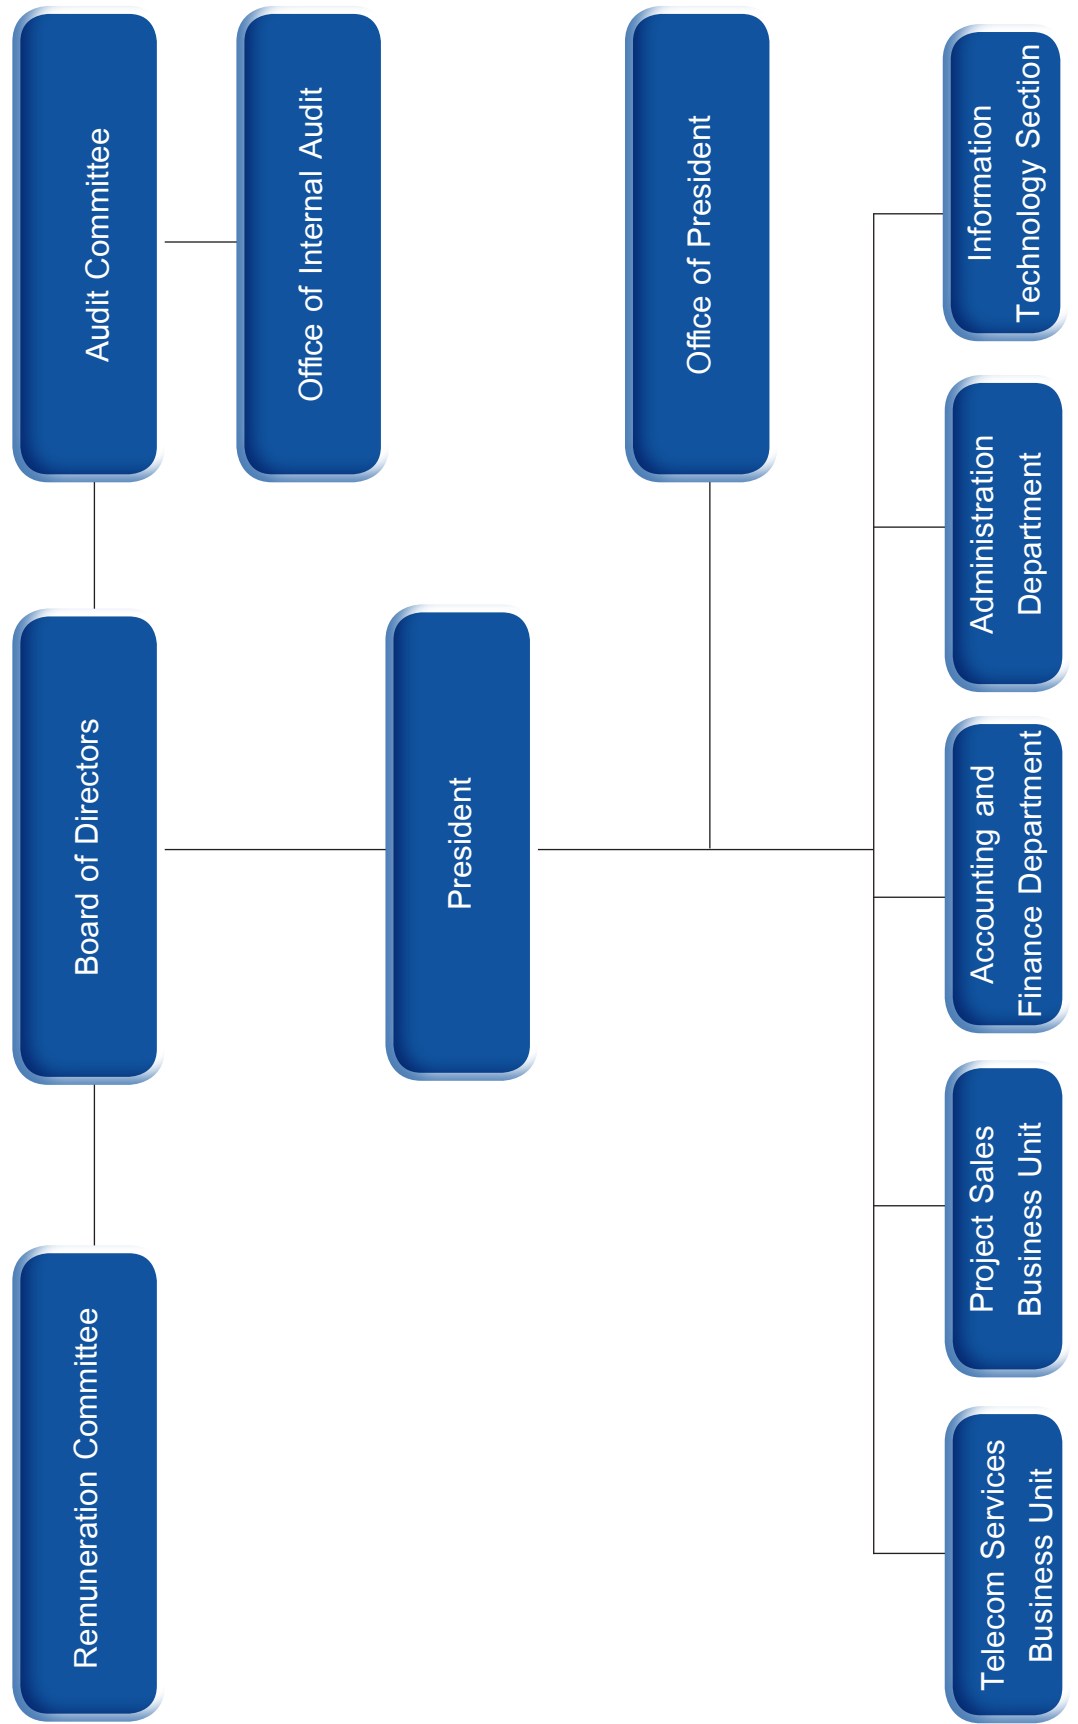 Remuneration Committee
Board of Directors
Audit Committee
Office of Internal Audit
President
Office of President
Telecom Services
Business Unit
Project Sales
Business Unit
Accounting and
Finance Department
Administration
Department
Information
Technology Section